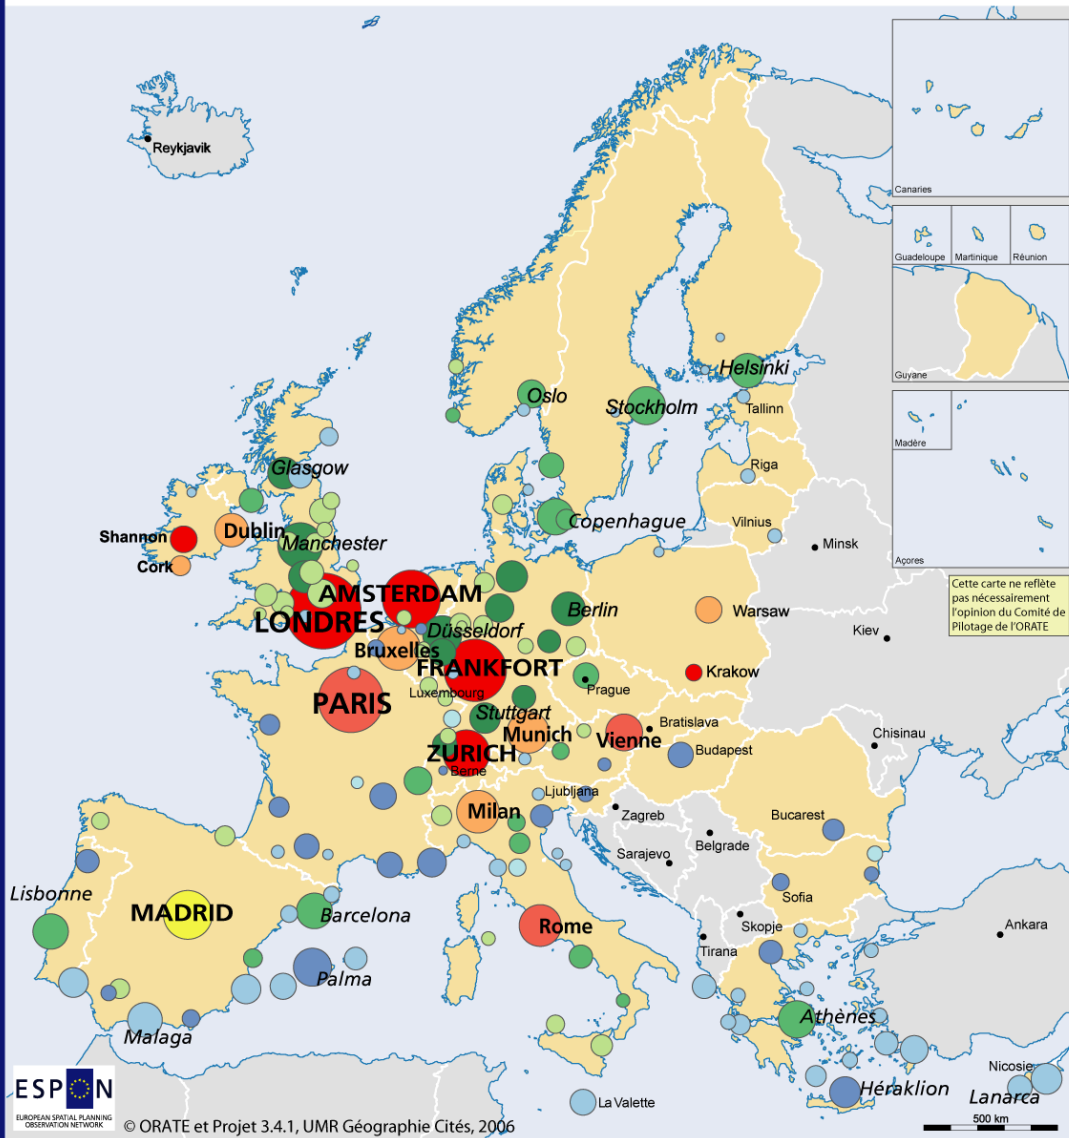 Reykjavik
Canaries
Guadeloupe
Martinique
Réunion
Guyane
Madère
Açores
Cette carte ne reflète
pas nécessairement
l'opinion du Comité de
Pilotage de l'ORATE
Helsinki
Oslo
Stockholm
Tallinn
Riga
Glasgow
Vilnius
Copenhague
Dublin
Shannon
Manchester
Minsk
Cork
AMSTERDAM
LONDRES
Berlin
Warsaw
Düsseldorf
Kiev
Bruxelles
FRANKFORT
Krakow
Luxembourg
Prague
PARIS
Stuttgart
Munich
Vienne
Bratislava
Chisinau
ZURICH
Budapest
Berne
Ljubljana
Milan
Zagreb
Bucarest
Belgrade
Sarajevo
Lisbonne
Sofia
MADRID
Barcelona
Rome
Skopje
Ankara
Tirana
Palma
Athènes
Malaga
Nicosie
Héraklion
Lanarca
La Valette
ESPON
EUROPEAN SPATIAL PLANNING
OBSERVATION NETWORK
© ORATE et Projet 3.4.1, UMR Géographie Cités, 2006
500 km